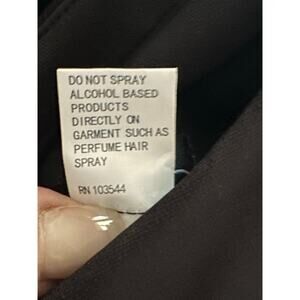 DO NOT SPRAY
ALCOHOL BASED
PRODUCTS
DIRECTLY ON
GARMENT SUCH AS
PERFUME HAIR
SPRAY
RN 103544